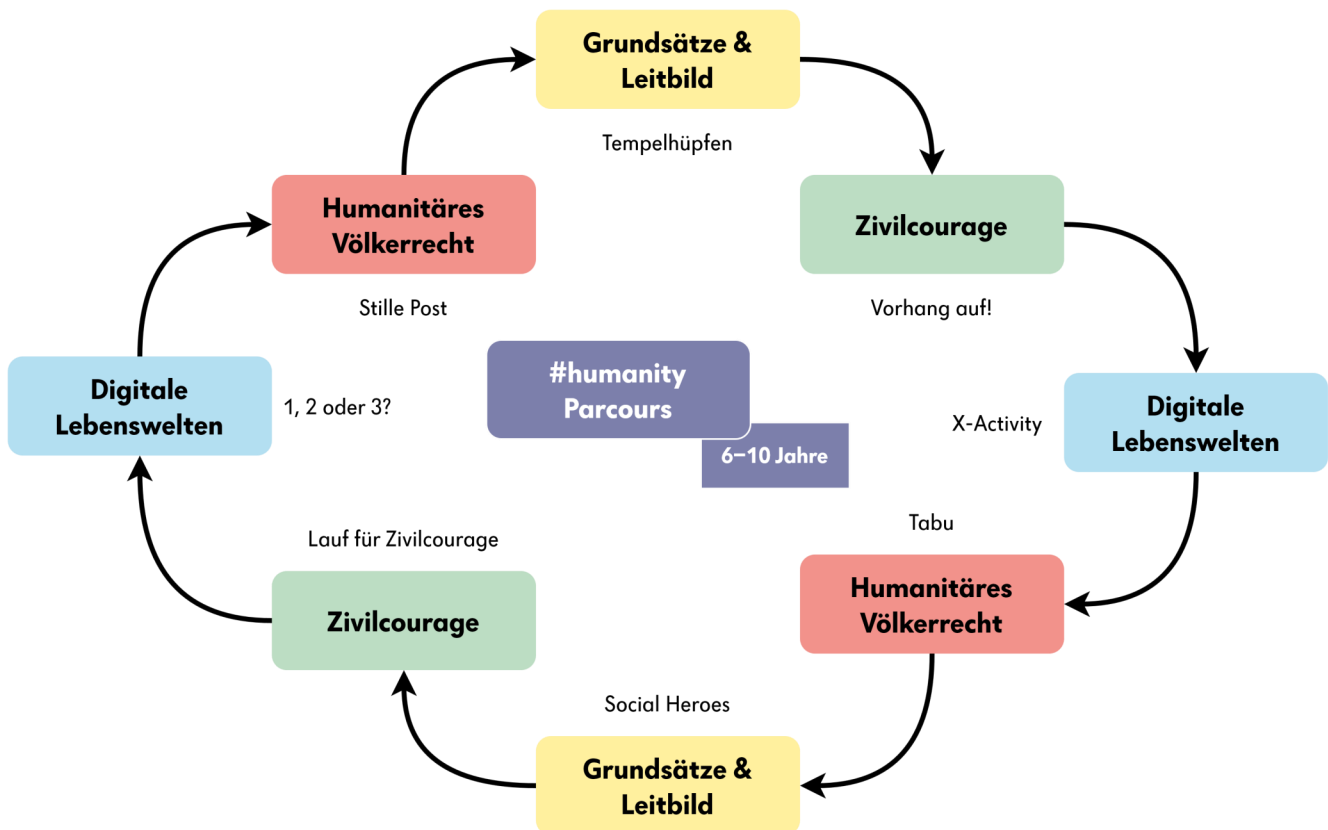 Grundsätze &
Leitbild
Tempelhüpfen
Zivilcourage
Vorhang auf!
Digitale
Lebenswelten
X-Activity
Tabu
Humanitäres
Völkerrecht
Social Heroes
Grundsätze &
Leitbild
Lauf für Zivilcourage
Zivilcourage
Digitale
Lebenswelten
1, 2 oder 3?
Humanitäres
Völkerrecht
Stille Post
#humanity
Parcours
6–10 Jahre